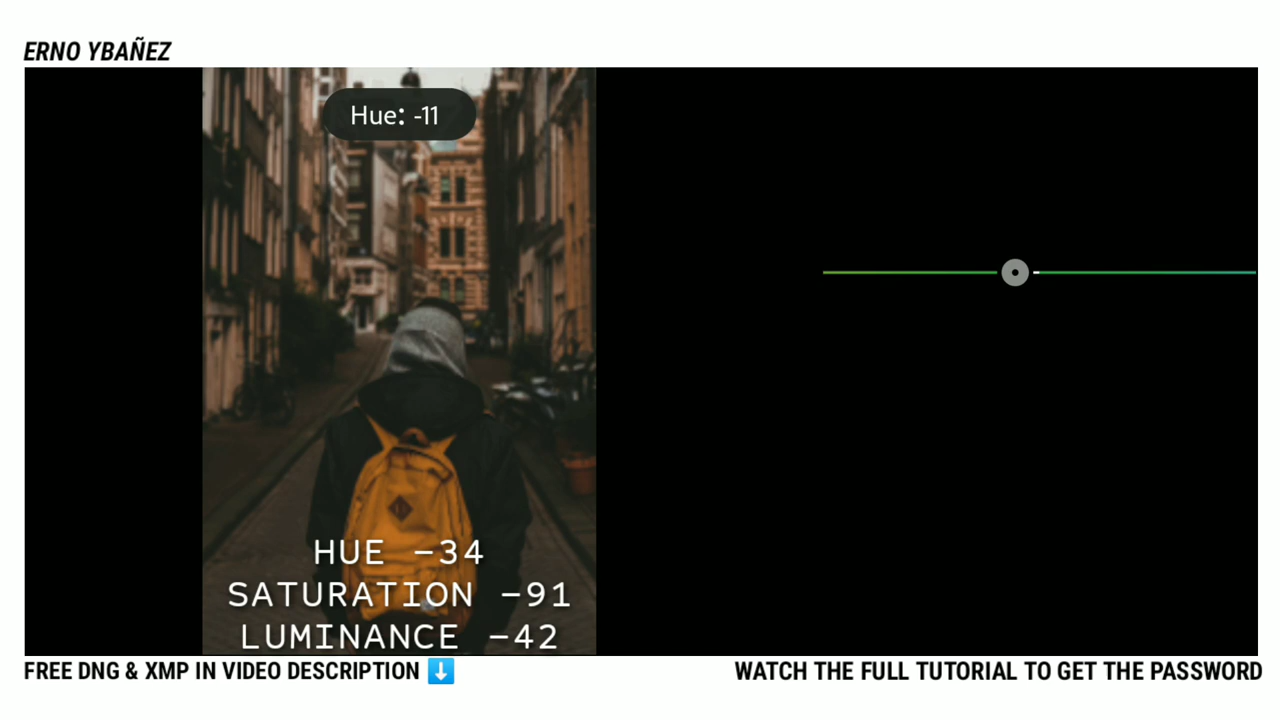 ERNO YBAÑEZ
Hue: -11
HUE -34
SATURATION -91
LUMINANCE -42
FREE DNG & XMP IN VIDEO DESCRIPTION ⬇️
WATCH THE FULL TUTORIAL TO GET THE PASSWORD